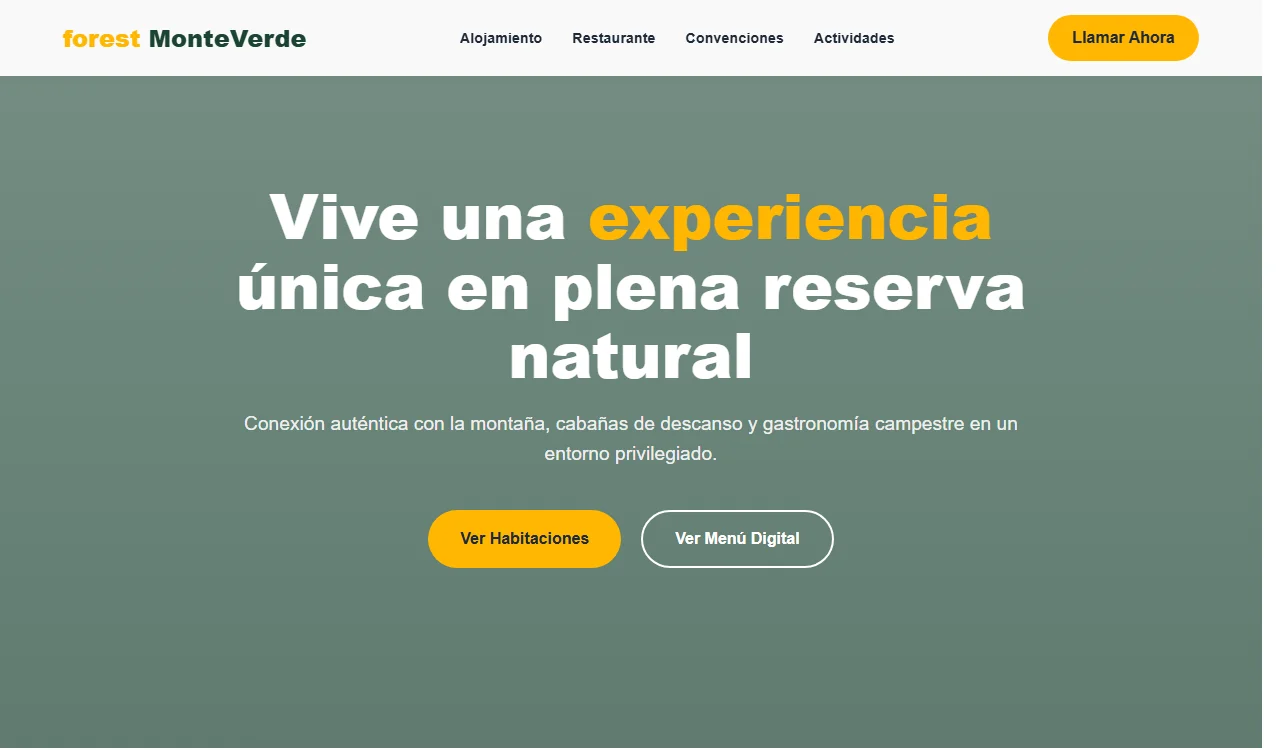 forest MonteVerde
Alojamiento Restaurante Convenciones Actividades
Llamar Ahora
Vive una experiencia
única en plena reserva
natural
Conexión auténtica con la montaña, cabañas de descanso y gastronomía campestre en un
entorno privilegiado.
Ver Habitaciones
Ver Menú Digital